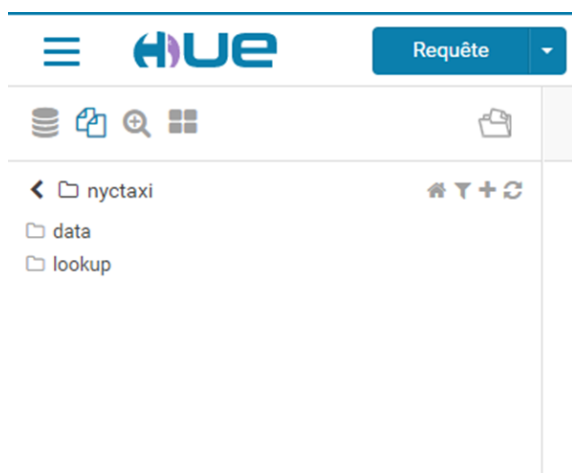 HUE
Requête
nyctaxi
data
lookup